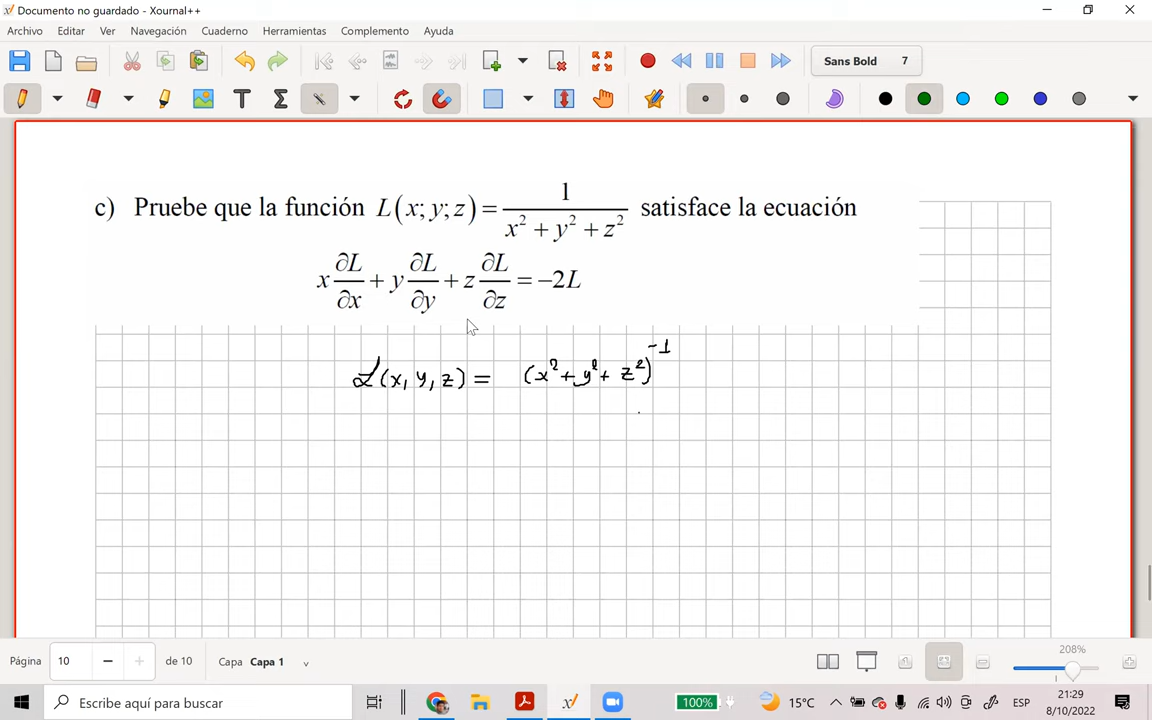 Documento no guardado - Xournal++
Archivo Editar Ver Navegación Cuaderno Herramientas Complemento Ayuda
Sans Bold 7
c) Pruebe que la función L(x; y; z) = 1 / (x² + y² + z²) satisface la ecuación
x ∂L/∂x + y ∂L/∂y + z ∂L/∂z = −2L
L(x, y, z) = (x² + y² + z²)⁻¹
Página 10 de 10 Capa Capa 1 208%
Escribe aquí para buscar 100% 15°C ESP 21:29
8/10/2022